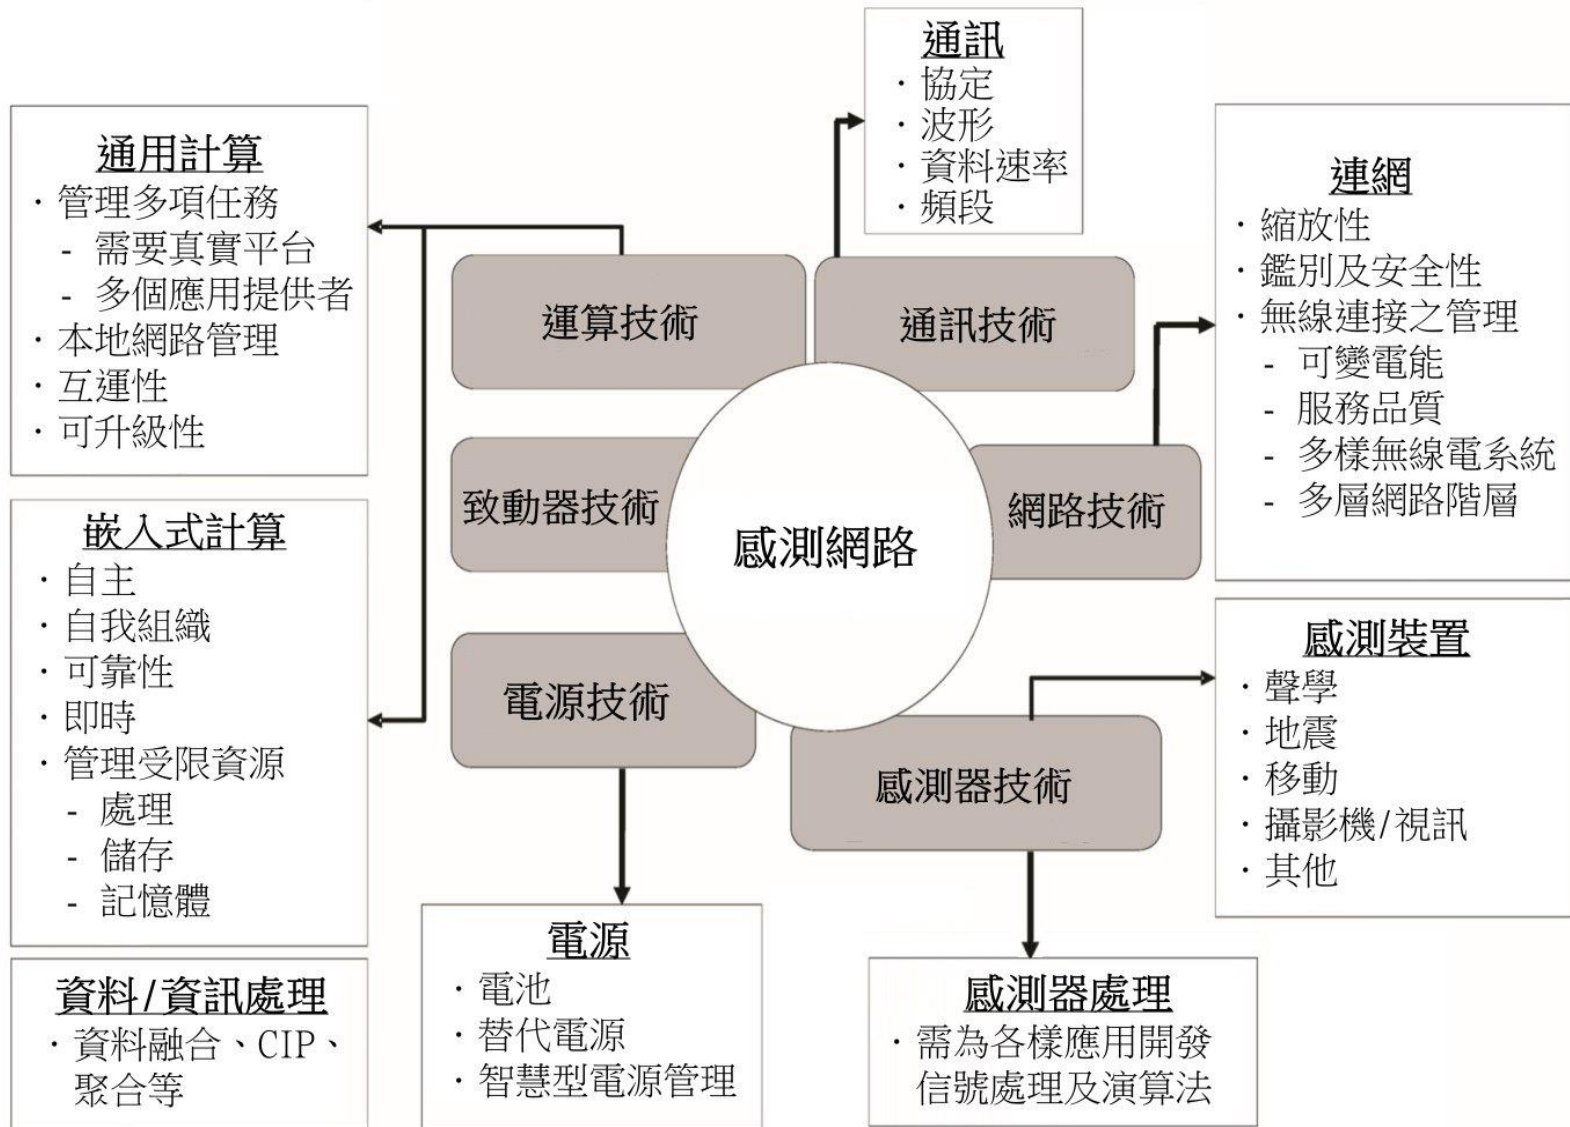 通訊
·協定
·波形
·資料速率
·頻段
通用計算
·管理多項任務
- 需要真實平台
- 多個應用提供者
·本地網路管理
·互運性
·可升級性
連網
·縮放性
·鑑別及安全性
·無線連接之管理
- 可變電能
- 服務品質
- 多樣無線電系統
- 多層網路階層
運算技術
通訊技術
致動器技術
網路技術
感測網路
電源技術
感測器技術
嵌入式計算
·自主
·自我組織
·可靠性
·即時
·管理受限資源
- 處理
- 儲存
- 記憶體
感測裝置
·聲學
·地震
·移動
·攝影機/視訊
·其他
資料/資訊處理
·資料融合、CIP、
聚合等
電源
·電池
·替代電源
·智慧型電源管理
感測器處理
·需為各樣應用開發
信號處理及演算法